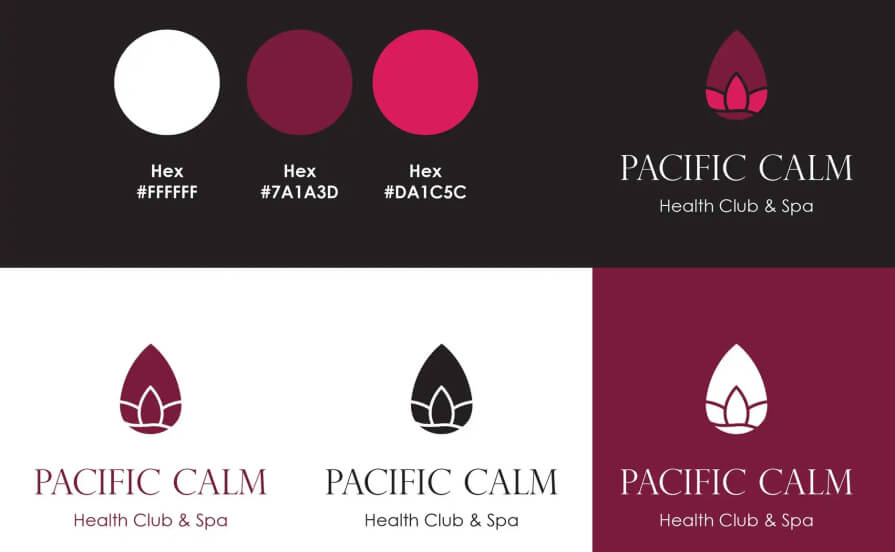 Hex
#FFFFFF
Hex
#7A1A3D
Hex
#DA1C5C
PACIFIC CALM
Health Club & Spa
PACIFIC CALM
Health Club & Spa
PACIFIC CALM
Health Club & Spa
PACIFIC CALM
Health Club & Spa